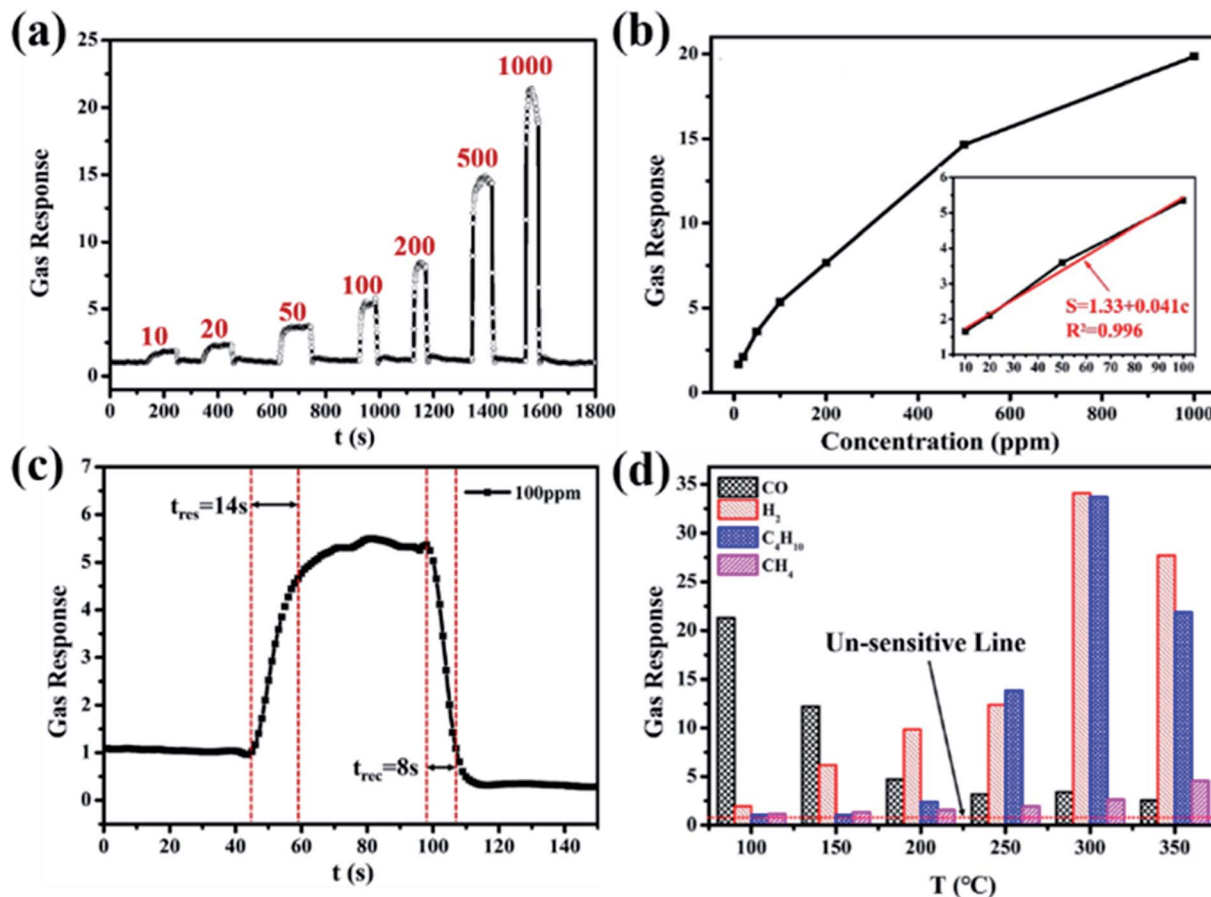 (a)
25
20
15
10
5
0
Gas Response
10
20
50
100
200
500
1000
0 200 400 600 800 1000 1200 1400 1600 1800
t (s)
(b)
20
15
10
5
0
Gas Response
0 200 400 600 800 1000
Concentration (ppm)
6
5
4
3
2
1
S=1.33+0.041c
R²=0.996
10 20 30 40 50 60 70 80 90 100
(c)
7
6
5
4
3
2
1
0
Gas Response
100ppm
tres=14s
trec=8s
0 20 40 60 80 100 120 140
t (s)
(d)
35
30
25
20
15
10
5
0
Gas Response
CO
H2
C4H10
CH4
Un-sensitive Line
100 150 200 250 300 350
T (°C)